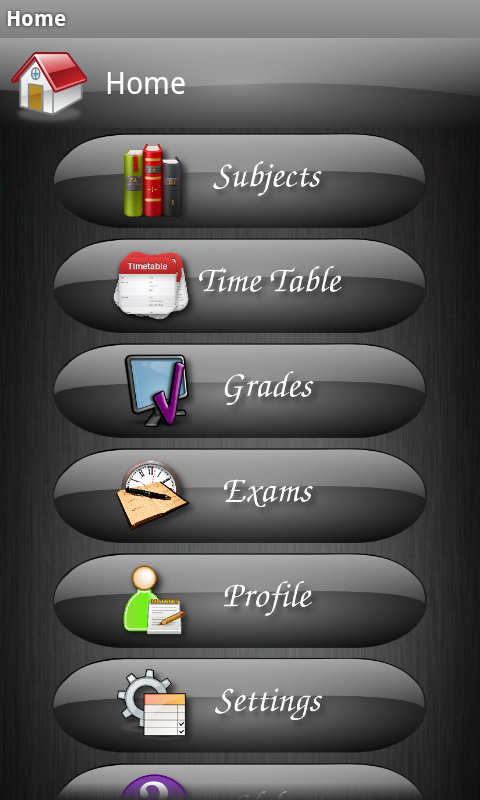 Home
Home
Subjects
Timetable
Time Table
Grades
Exams
Profile
Settings